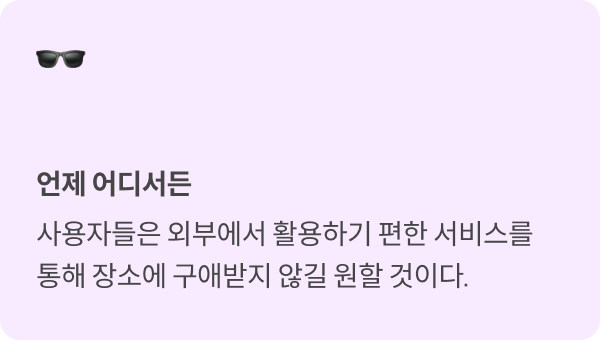 언제 어디서든
사용자들은 외부에서 활용하기 편한 서비스를
통해 장소에 구애받지 않길 원할 것이다.